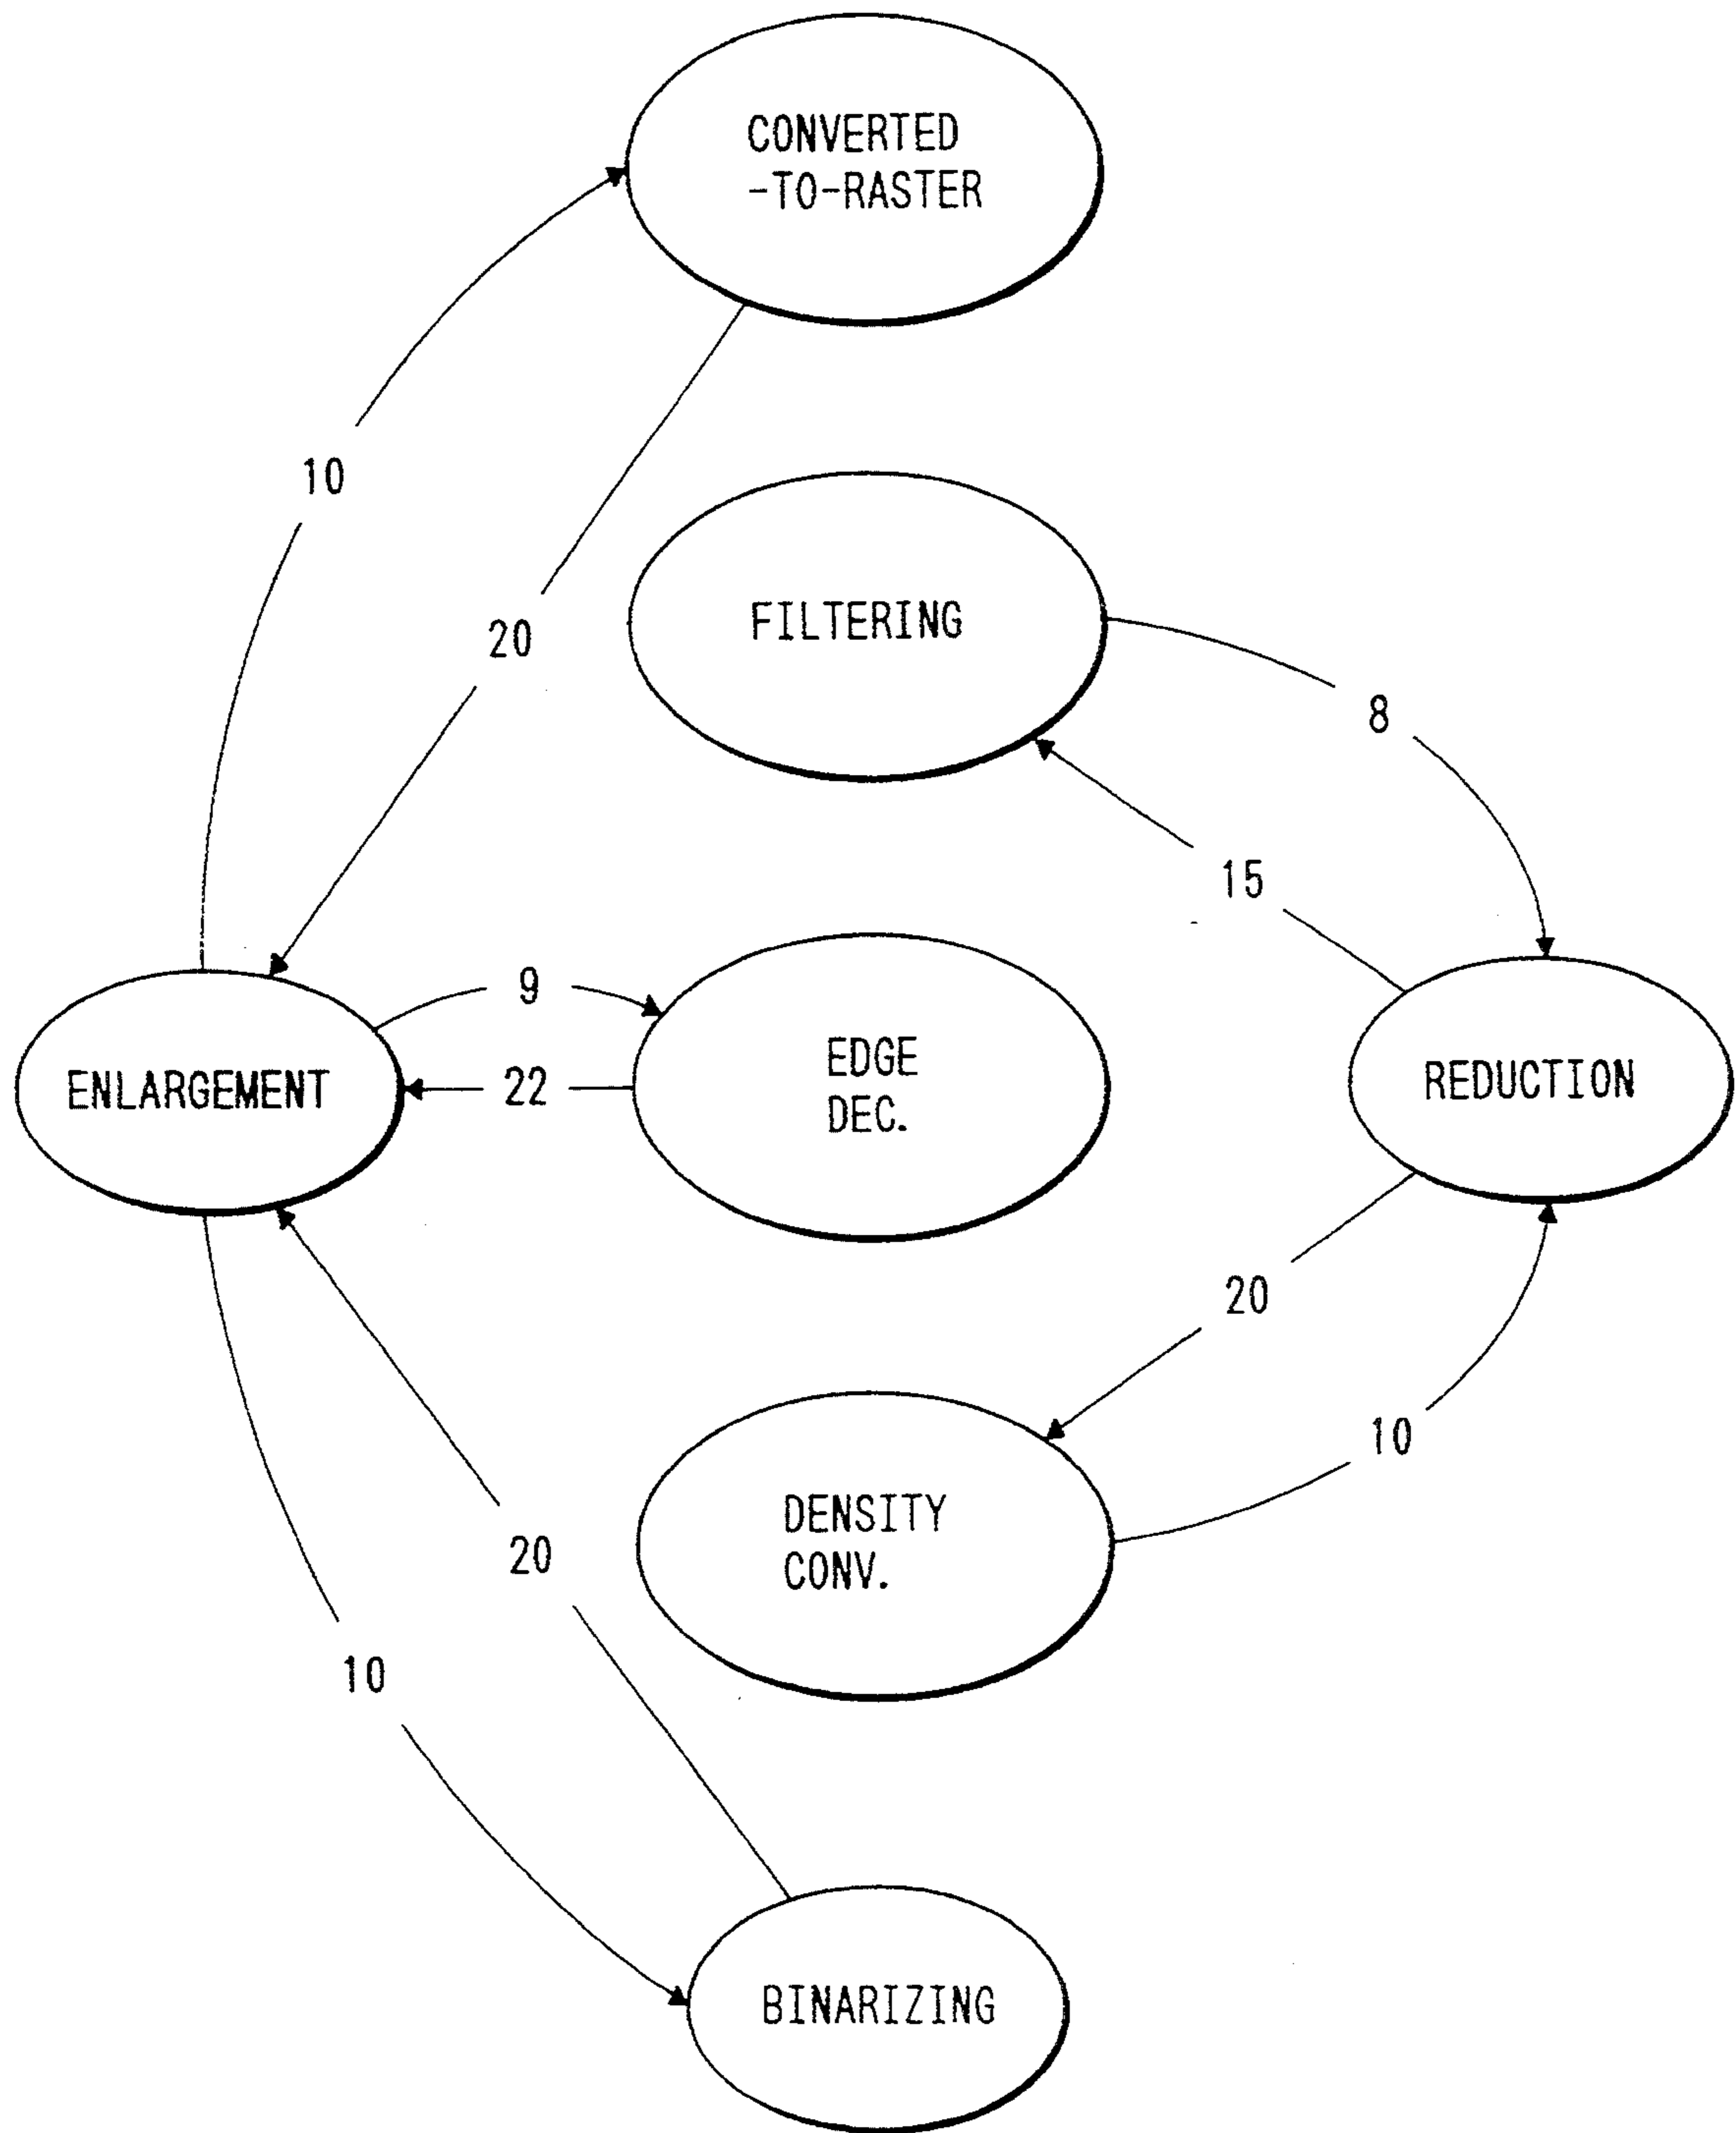 CONVERTED
-TO-RASTER
10
20
FILTERING
8
15
9
22
ENLARGEMENT
EDGE
DEC.
REDUCTION
20
10
DENSITY
CONV.
20
10
BINARIZING